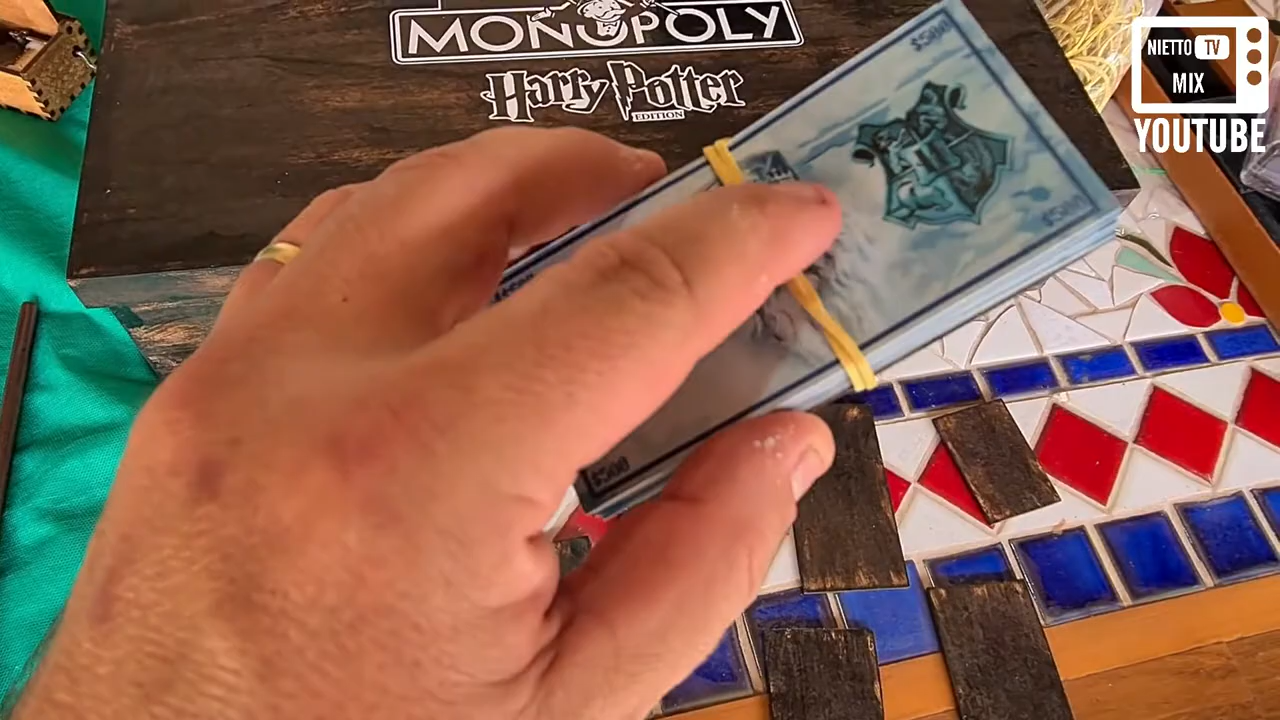 MONOPOLY
Harry Potter
EDITION
NIETTO TV
MIX
YOUTUBE
$500
$500
$500